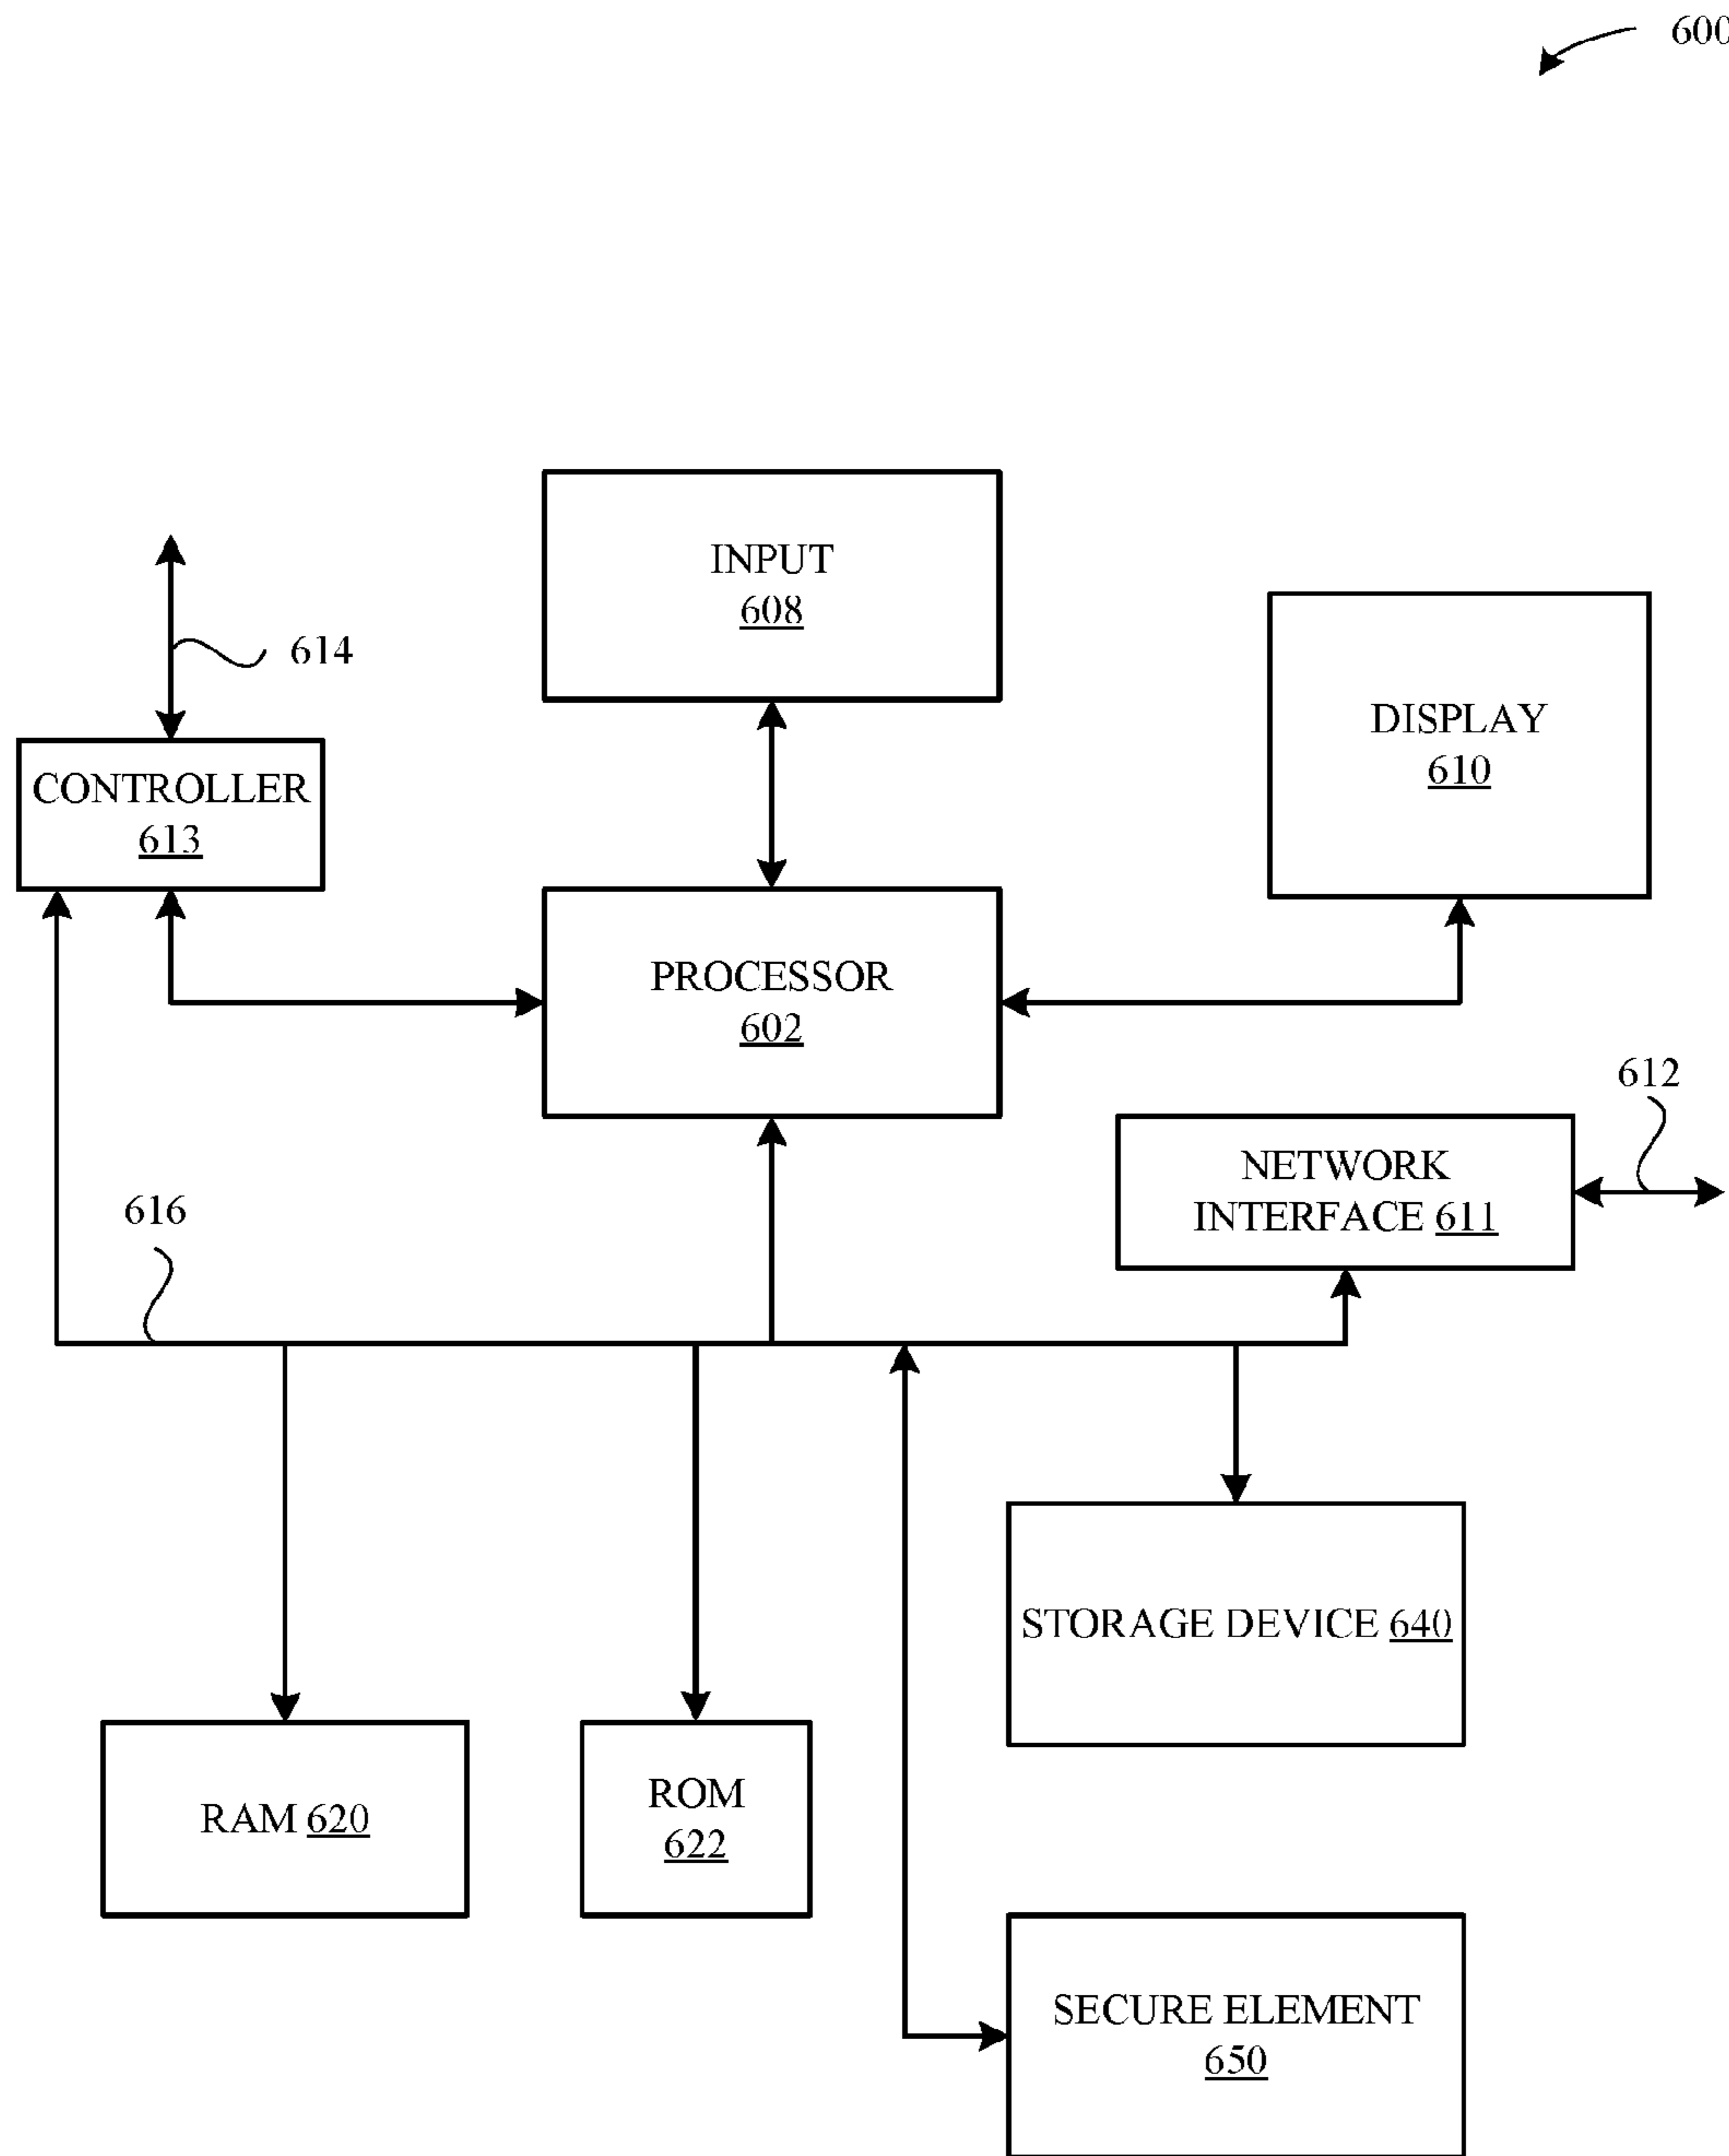 600
INPUT
608
614
DISPLAY
610
CONTROLLER
613
PROCESSOR
602
612
NETWORK
INTERFACE 611
616
STORAGE DEVICE 640
RAM 620
ROM
622
SECURE ELEMENT
650